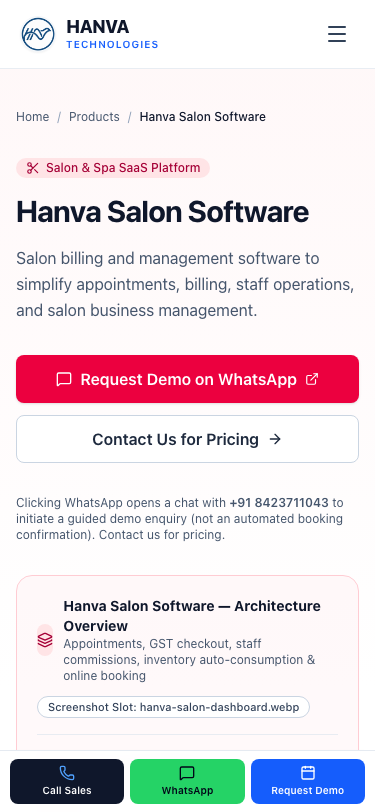 HANVA
TECHNOLOGIES
Home / Products / Hanva Salon Software
Salon & Spa SaaS Platform
Hanva Salon Software
Salon billing and management software to
simplify appointments, billing, staff operations,
and salon business management.
Request Demo on WhatsApp
Contact Us for Pricing
Clicking WhatsApp opens a chat with +91 8423711043 to
initiate a guided demo enquiry (not an automated booking
confirmation). Contact us for pricing.
Hanva Salon Software — Architecture
Overview
Appointments, GST checkout, staff
commissions, inventory auto-consumption &
online booking
Screenshot Slot: hanva-salon-dashboard.webp
Call Sales
WhatsApp
Request Demo